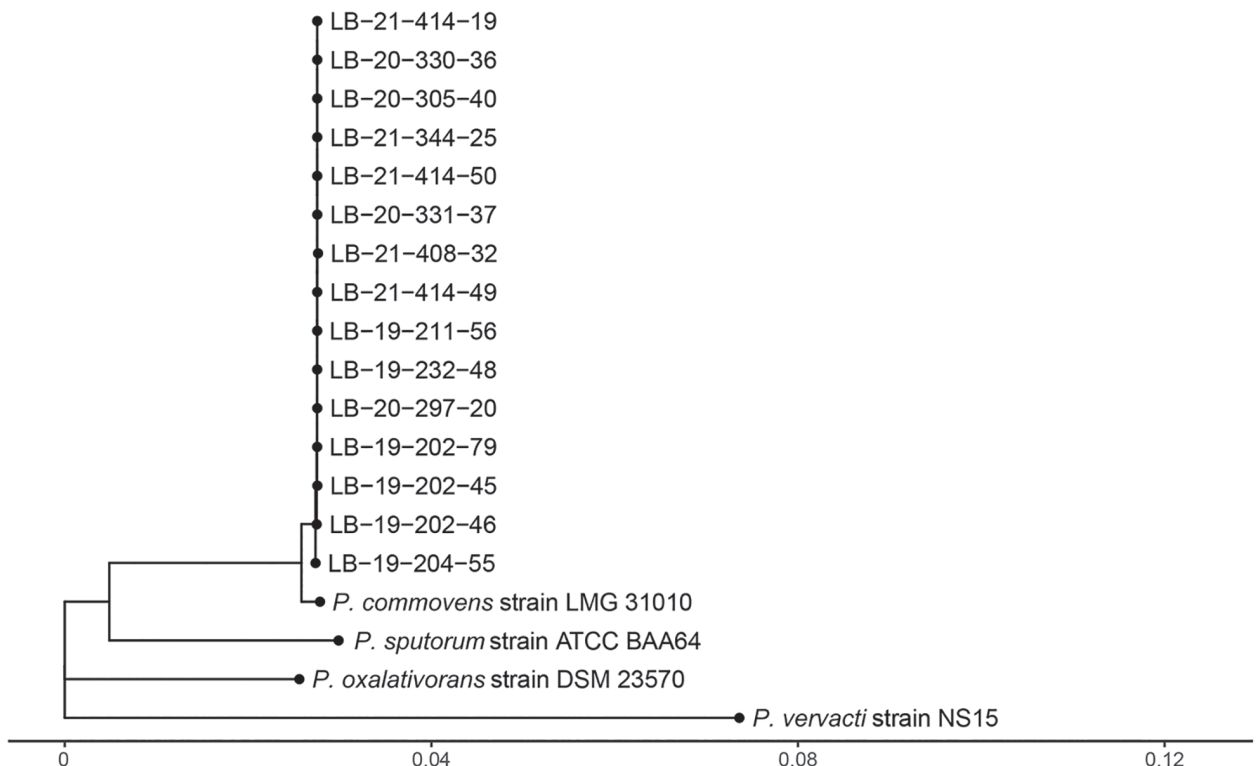 LB−21−414−19
LB−20−330−36
LB−20−305−40
LB−21−344−25
LB−21−414−50
LB−20−331−37
LB−21−408−32
LB−21−414−49
LB−19−211−56
LB−19−232−48
LB−20−297−20
LB−19−202−79
LB−19−202−45
LB−19−202−46
LB−19−204−55
P. commovens strain LMG 31010
P. sputorum strain ATCC BAA64
P. oxalativorans strain DSM 23570
P. vervacti strain NS15
0 0.04 0.08 0.12